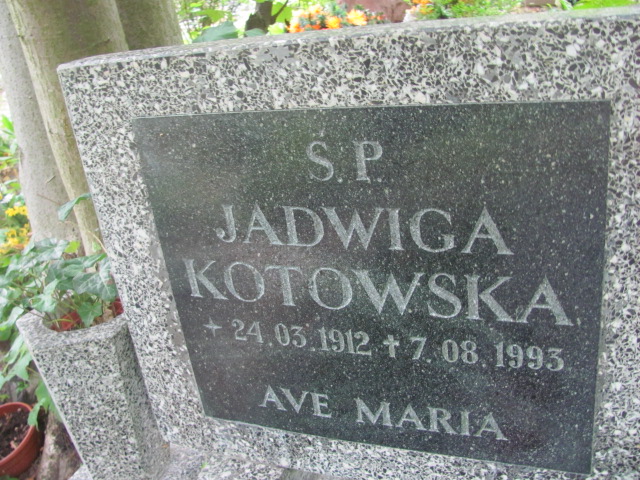 S.P.
JADWIGA
KOTOWSKA
* 24.03.1912 ✝ 7.08.1993
AVE MARIA